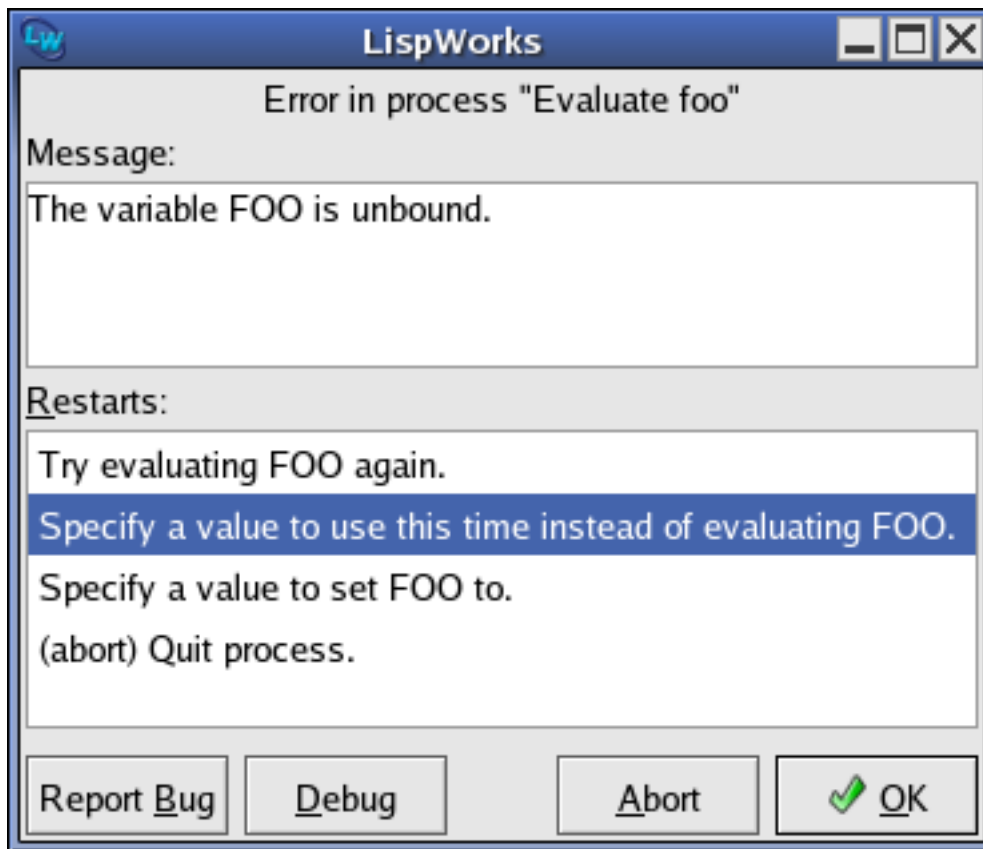 LW
LispWorks
Error in process "Evaluate foo"
Message:
The variable FOO is unbound.
Restarts:
Try evaluating FOO again.
Specify a value to use this time instead of evaluating FOO.
Specify a value to set FOO to.
(abort) Quit process.
Report Bug
Debug
Abort
OK